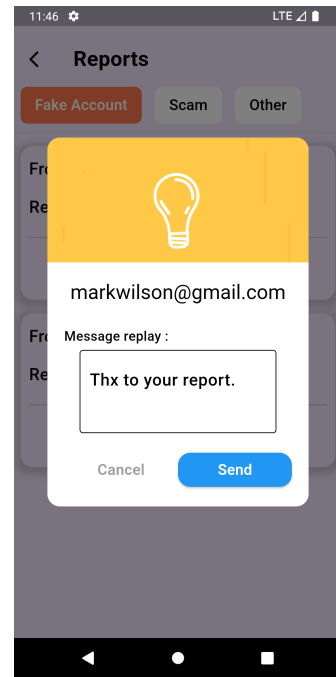 11:46
LTE
Reports
Fake Account
Scam
Other
markwilson@gmail.com
Message replay :
Thx to your report.
Cancel
Send